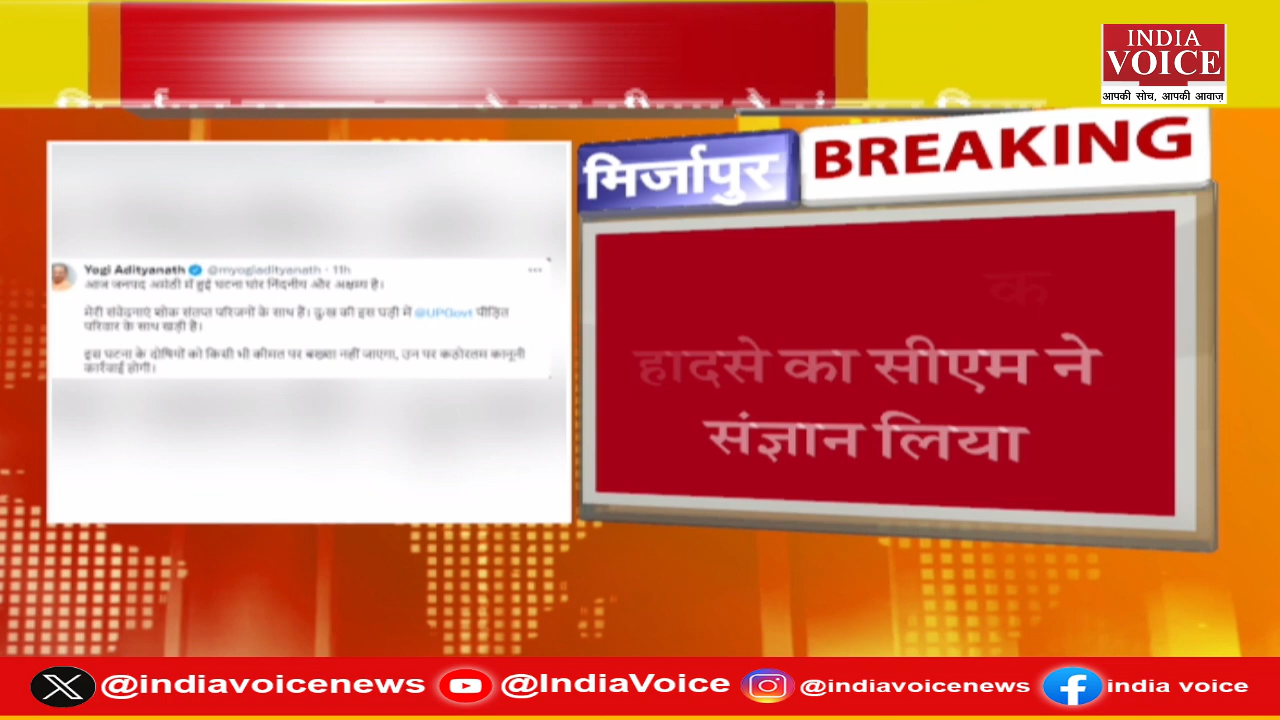 INDIA
VOICE
आपकी सोच, आपकी आवाज़
मिर्जापुर
BREAKING
Yogi Adityanath @myogiadityanath · 11h
आज जनपद अमेठी में हुई घटना घोर निंदनीय और अक्षम्य है।
मेरी संवेदनाएं शोक संतप्त परिजनों के साथ हैं। दुःख की इस घड़ी में @UPGovt पीड़ित
परिवार के साथ खड़ी है।
इस घटना के दोषियों को किसी भी कीमत पर बख्शा नहीं जाएगा, उन पर कठोरतम कानूनी
कार्रवाई होगी।
क
हादसे का सीएम ने
संज्ञान लिया
@indiavoicenews @IndiaVoice @indiavoicenews india voice